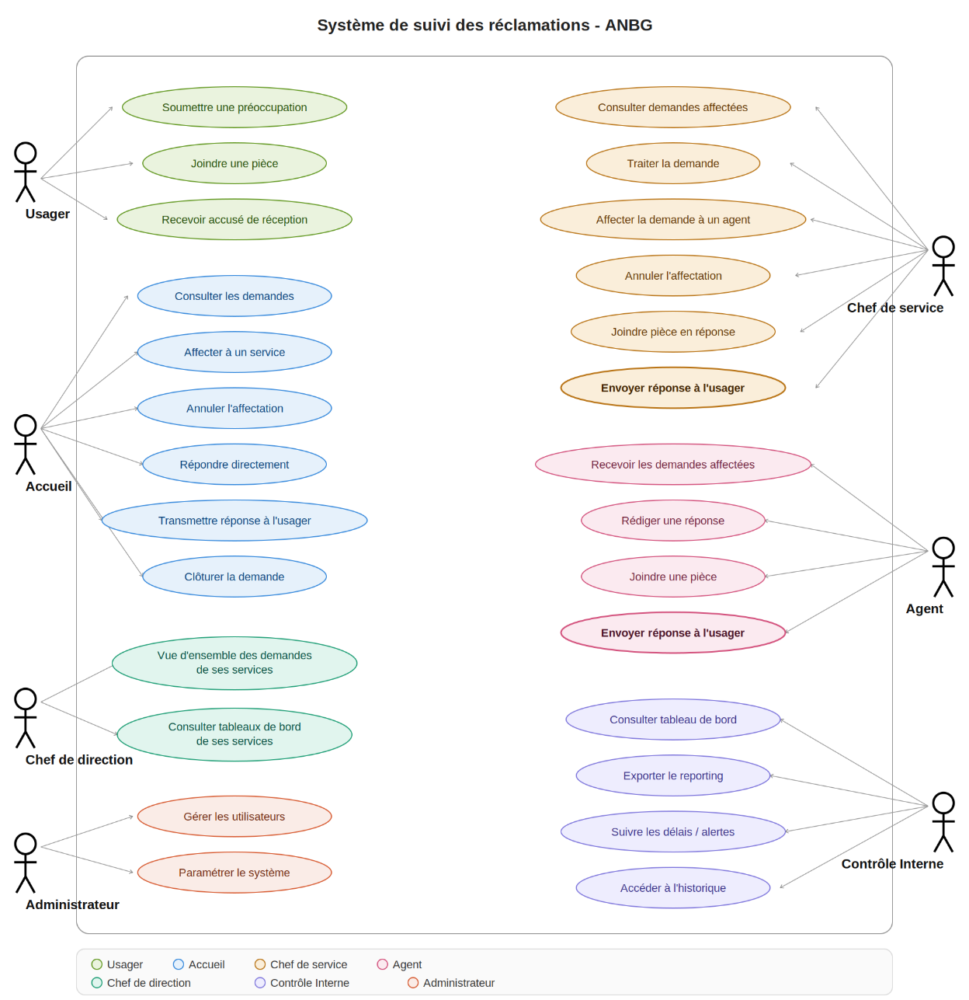 Système de suivi des réclamations - ANBG
Soumettre une préoccupation
Joindre une pièce
Recevoir accusé de réception
Usager
Consulter les demandes
Affecter à un service
Annuler l'affectation
Répondre directement
Transmettre réponse à l'usager
Clôturer la demande
Accueil
Vue d'ensemble des demandes
de ses services
Consulter tableaux de bord
de ses services
Chef de direction
Gérer les utilisateurs
Paramétrer le système
Administrateur
Consulter demandes affectées
Traiter la demande
Affecter la demande à un agent
Annuler l'affectation
Joindre pièce en réponse
Envoyer réponse à l'usager
Chef de service
Recevoir les demandes affectées
Rédiger une réponse
Joindre une pièce
Envoyer réponse à l'usager
Agent
Consulter tableau de bord
Exporter le reporting
Suivre les délais / alertes
Accéder à l'historique
Contrôle Interne
Usager
Accueil
Chef de service
Agent
Chef de direction
Contrôle Interne
Administrateur